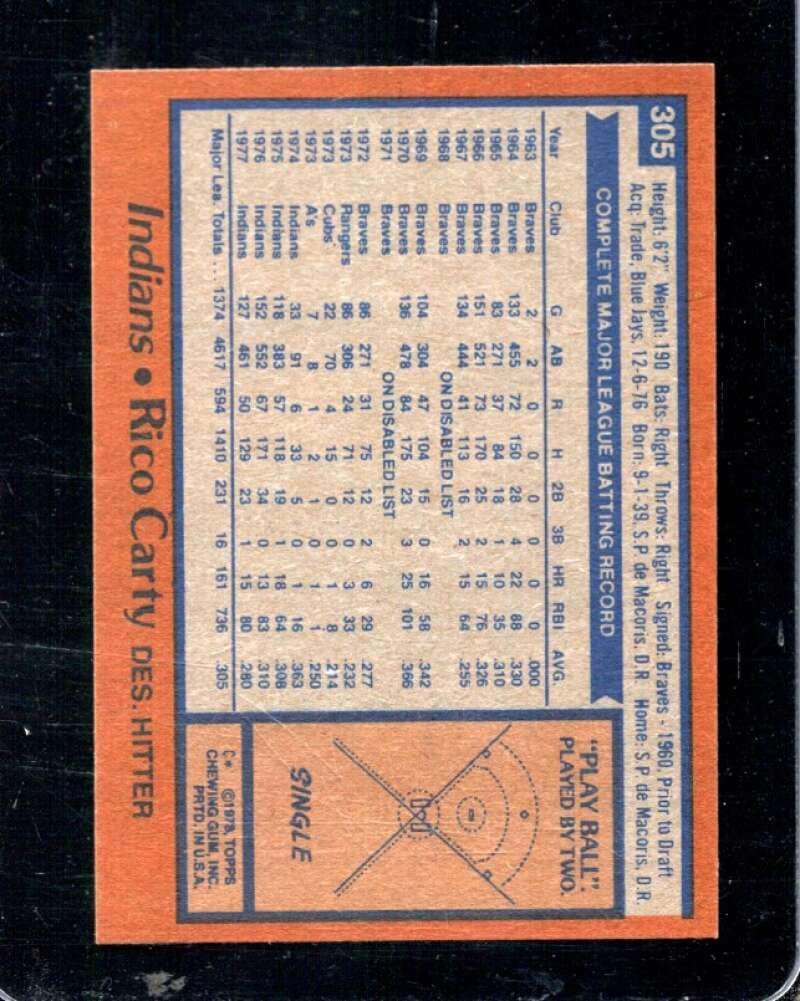 305
Height: 6'2" Weight: 190 Bats: Right Throws: Right Signed: Braves - 1960, Prior to Draft
Acq: Trade, Blue Jays, 12-6-76 Born: 9-1-39, S.P. de Macoris, D.R. Home: S.P. de Macoris, D.R.
COMPLETE MAJOR LEAGUE BATTING RECORD
Year Club G AB R H 2B 3B HR RBI AVG.
1963 Braves 2 2 0 0 0 0 0 0 .000
1964 Braves 133 455 72 150 28 4 22 88 .330
1965 Braves 83 271 37 84 18 1 10 35 .310
1966 Braves 151 521 73 170 25 2 15 76 .326
1967 Braves 134 444 41 113 16 2 15 64 .255
1968 Braves ON DISABLED LIST
1969 Braves 104 304 47 104 15 0 16 58 .342
1970 Braves 136 478 84 175 23 3 25 101 .366
1971 Braves ON DISABLED LIST
1972 Braves 86 271 31 75 12 2 6 29 .277
1973 Rangers 86 306 24 71 12 0 3 33 .232
1973 Cubs 22 70 4 15 0 0 1 8 .214
1973 A's 7 8 1 2 1 0 1 1 .250
1974 Indians 33 91 6 33 5 0 1 16 .363
1975 Indians 118 383 57 118 19 1 18 64 .308
1976 Indians 152 552 67 171 34 0 13 83 .310
1977 Indians 127 461 50 129 23 1 15 80 .280
Major Lea. Totals ... 1374 4617 594 1410 231 16 161 736 .305
"PLAY BALL":
PLAYED BY TWO.
SINGLE
C* ©1978, TOPPS
CHEWING GUM, INC.
PRTD. IN U.S.A.
Indians • Rico Carty DES. HITTER